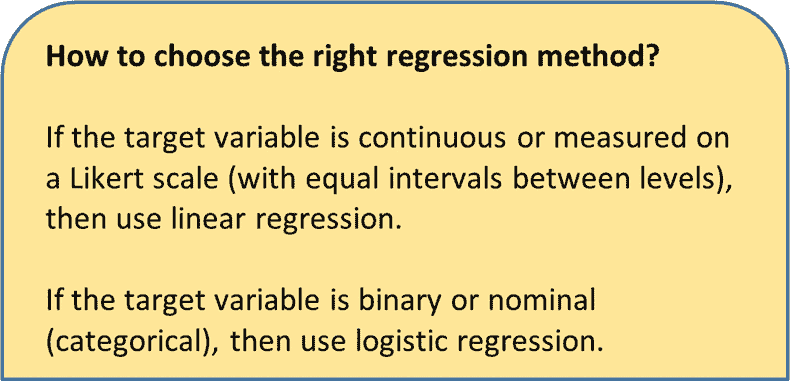 How to choose the right regression method?
If the target variable is continuous or measured on
a Likert scale (with equal intervals between levels),
then use linear regression.
If the target variable is binary or nominal
(categorical), then use logistic regression.